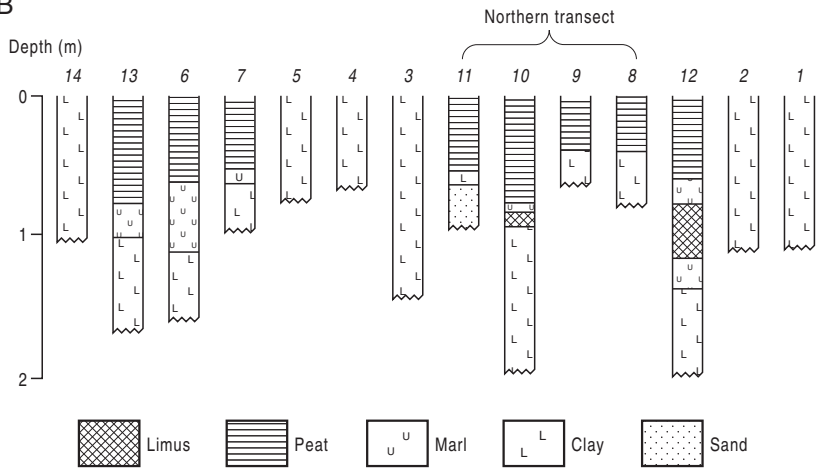 B
Northern transect
Depth (m)
14 13 6 7 5 4 3 11 10 9 8 12 2 1
0
1
2
Limus Peat Marl Clay Sand